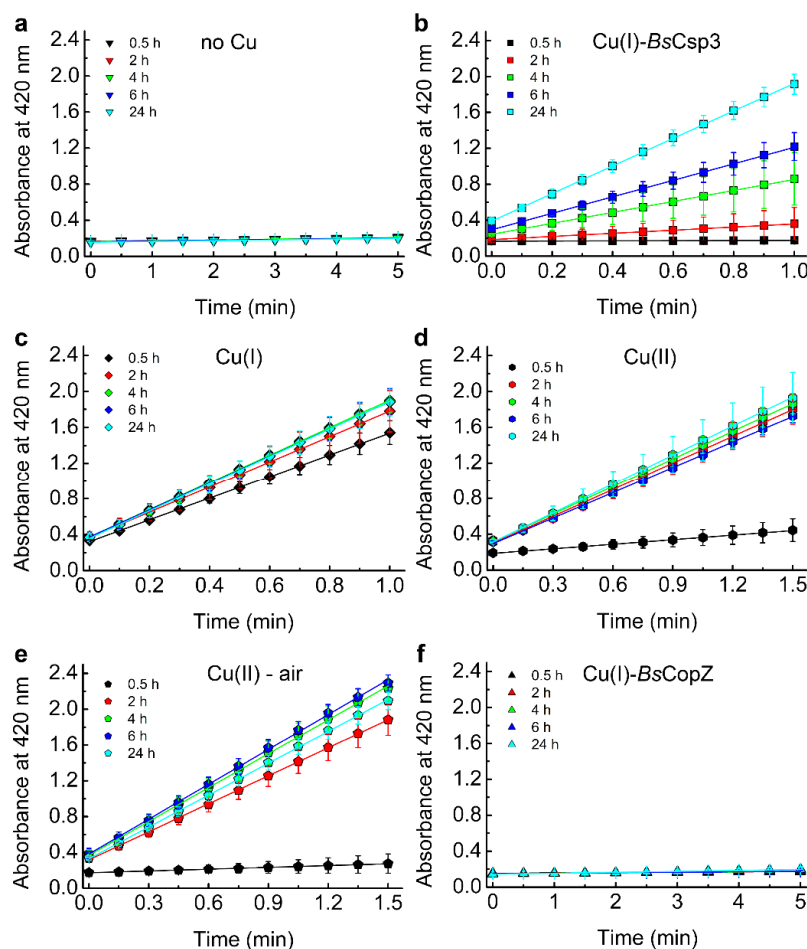 a
no Cu
0.5 h
2 h
4 h
6 h
24 h
Absorbance at 420 nm
2.4
2.0
1.6
1.2
0.8
0.4
0.0
0 1 2 3 4 5
Time (min)
b
Cu(I)-BsCsp3
0.5 h
2 h
4 h
6 h
24 h
Absorbance at 420 nm
2.4
2.0
1.6
1.2
0.8
0.4
0.0
0.0 0.2 0.4 0.6 0.8 1.0
Time (min)
c
Cu(I)
0.5 h
2 h
4 h
6 h
24 h
Absorbance at 420 nm
2.4
2.0
1.6
1.2
0.8
0.4
0.0
0.0 0.2 0.4 0.6 0.8 1.0
Time (min)
d
Cu(II)
0.5 h
2 h
4 h
6 h
24 h
Absorbance at 420 nm
2.4
2.0
1.6
1.2
0.8
0.4
0.0
0.0 0.3 0.6 0.9 1.2 1.5
Time (min)
e
Cu(II) - air
0.5 h
2 h
4 h
6 h
24 h
Absorbance at 420 nm
2.4
2.0
1.6
1.2
0.8
0.4
0.0
0.0 0.3 0.6 0.9 1.2 1.5
Time (min)
f
Cu(I)-BsCopZ
0.5 h
2 h
4 h
6 h
24 h
Absorbance at 420 nm
2.4
2.0
1.6
1.2
0.8
0.4
0.0
0 1 2 3 4 5
Time (min)